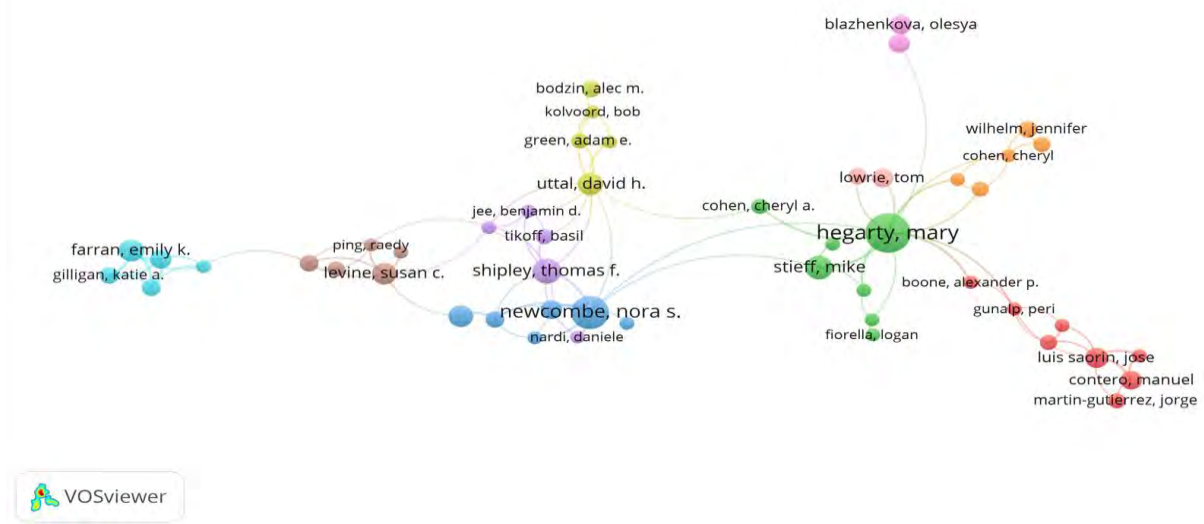 blazhenkova, olesya
bodzin, alec m.
kolvoord, bob
wilhelm, jennifer
green, adam e.
cohen, cheryl
lowrie, tom
uttal, david h.
cohen, cheryl a.
jee, benjamin d.
hegarty, mary
tikoff, basil
ping, raedy
farran, emily k.
stieff, mike
shipley, thomas f.
levine, susan c.
gilligan, katie a.
boone, alexander p.
gunalp, peri
newcombe, nora s.
fiorella, logan
nardi, daniele
luis saorin, jose
contero, manuel
martin-gutierrez, jorge
VOSviewer